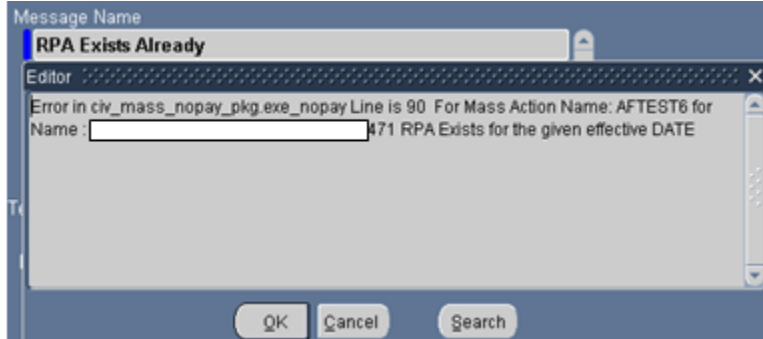 Message Name
RPA Exists Already
Editor
Error in civ_mass_nopay_pkg.exe_nopay Line is 90 For Mass Action Name: AFTEST6 for
Name : 471 RPA Exists for the given effective DATE
OK Cancel Search